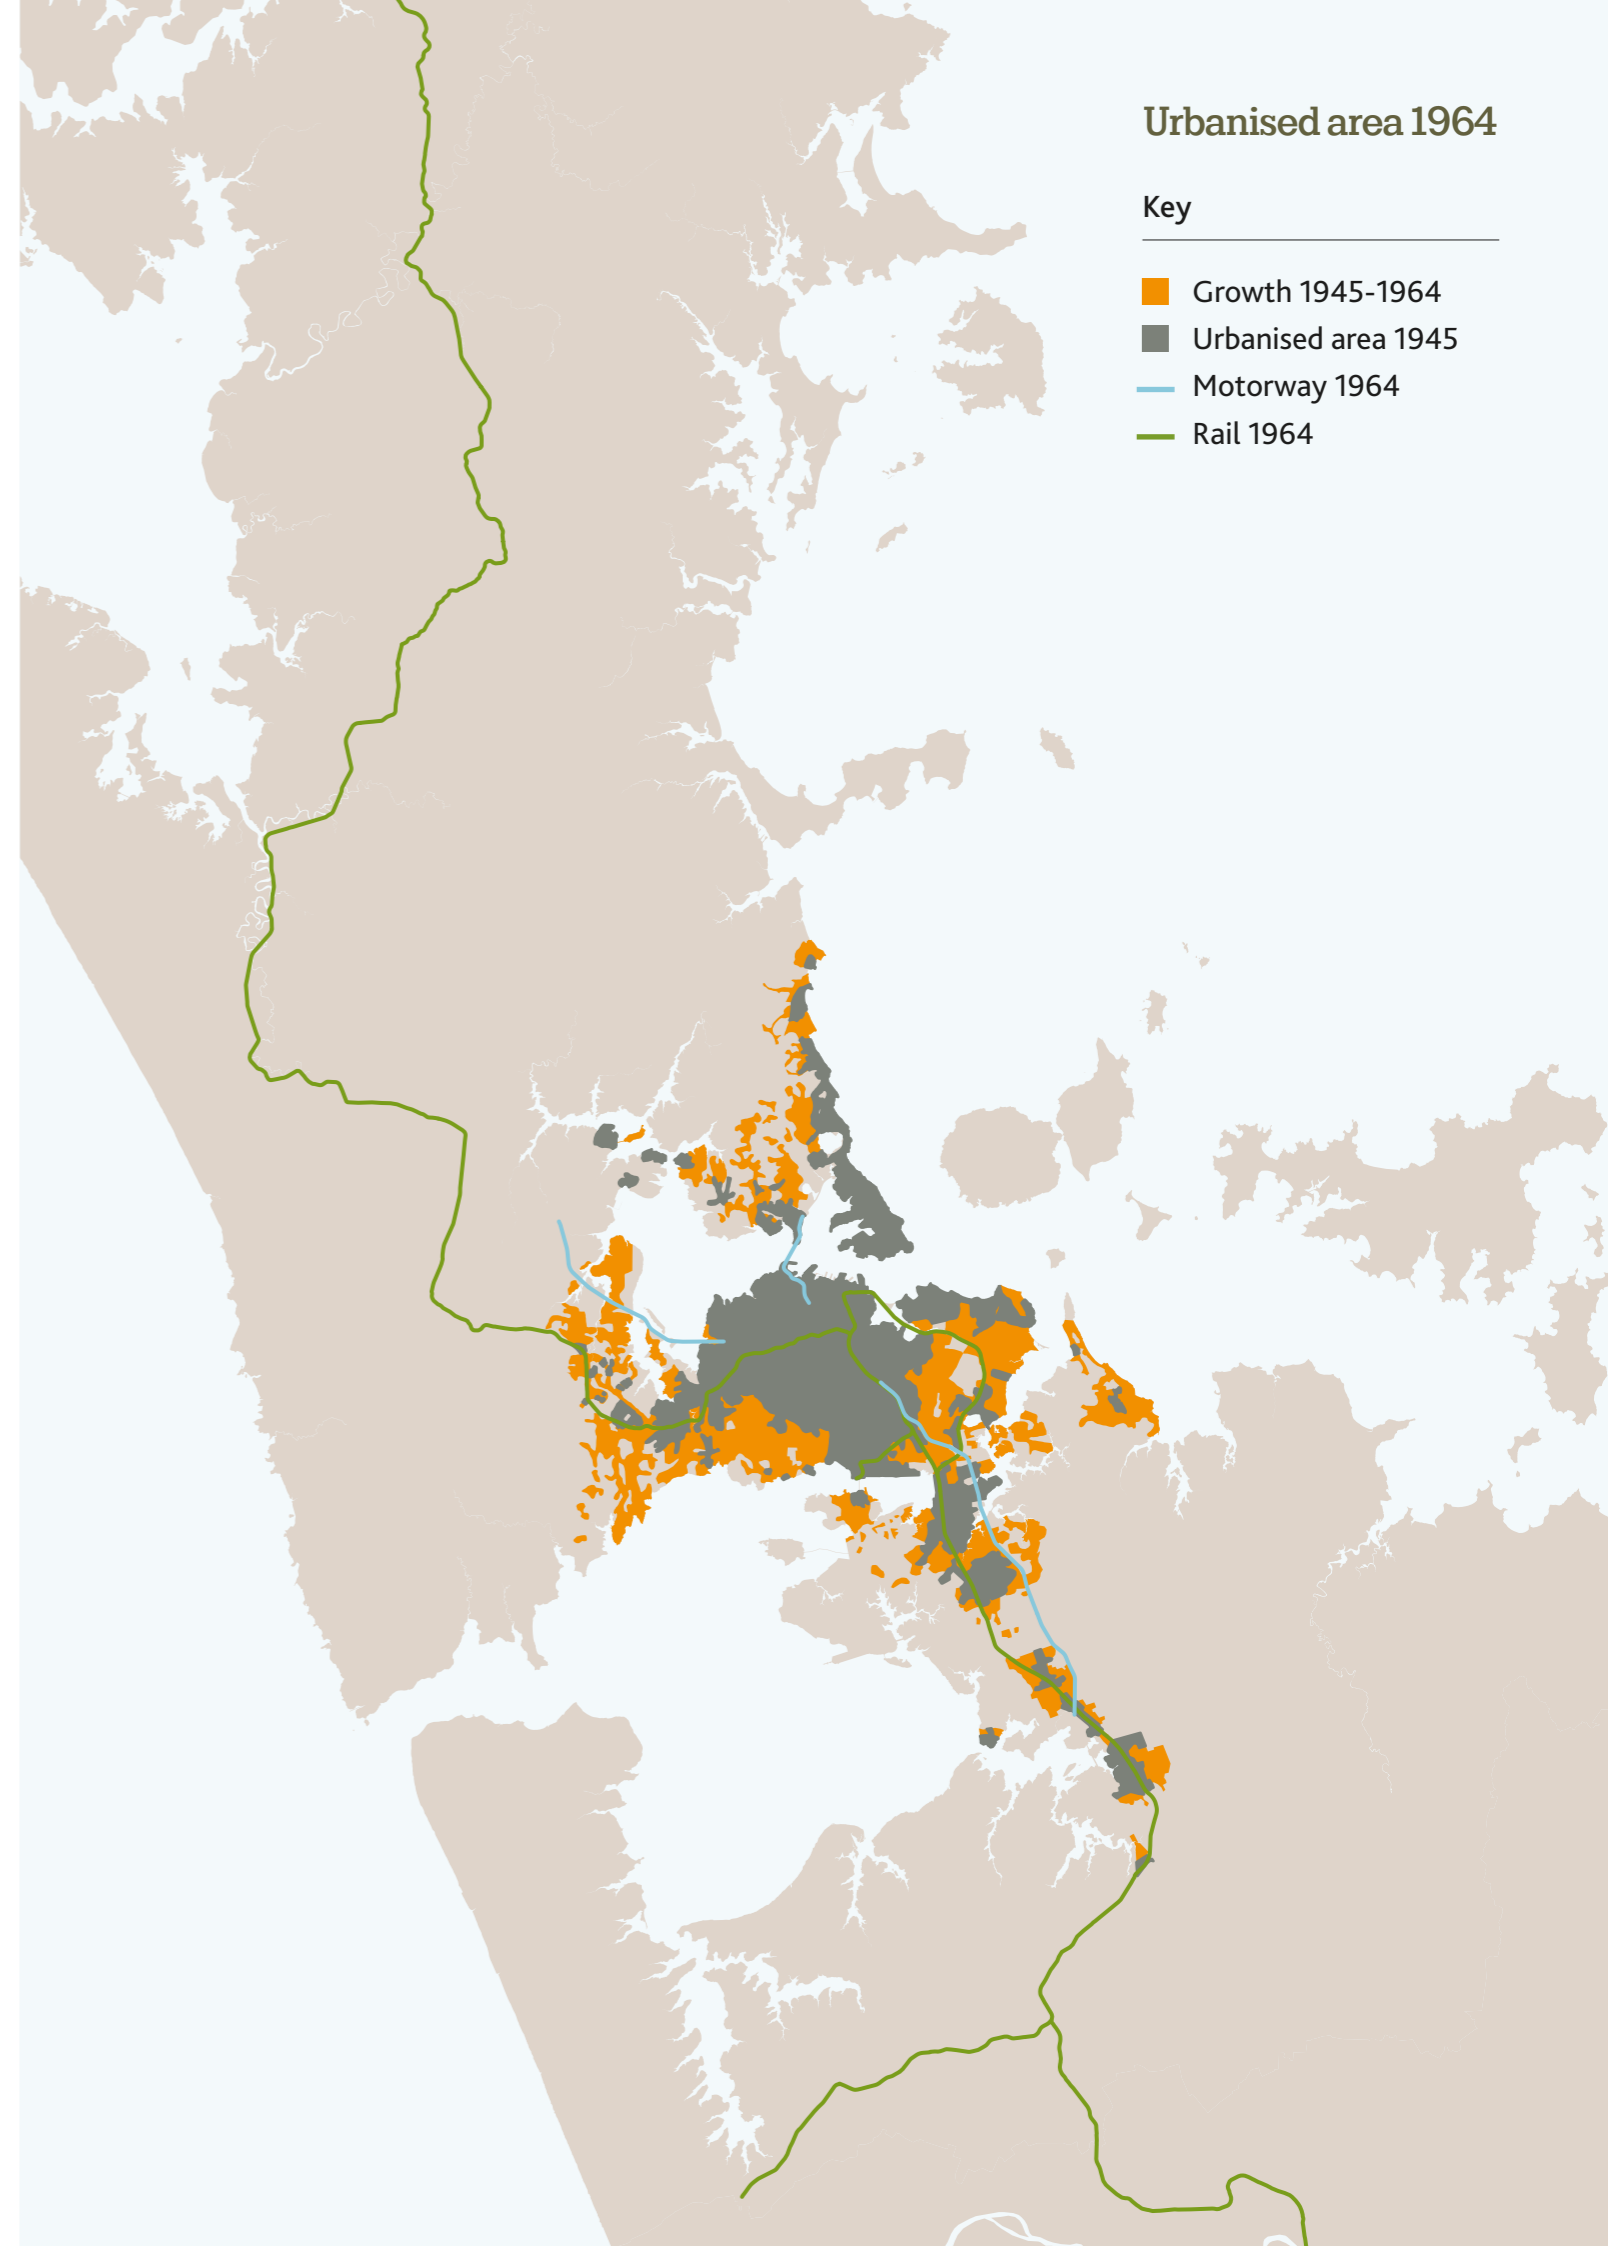 Urbanised area 1964
Key
Growth 1945-1964
Urbanised area 1945
Motorway 1964
Rail 1964